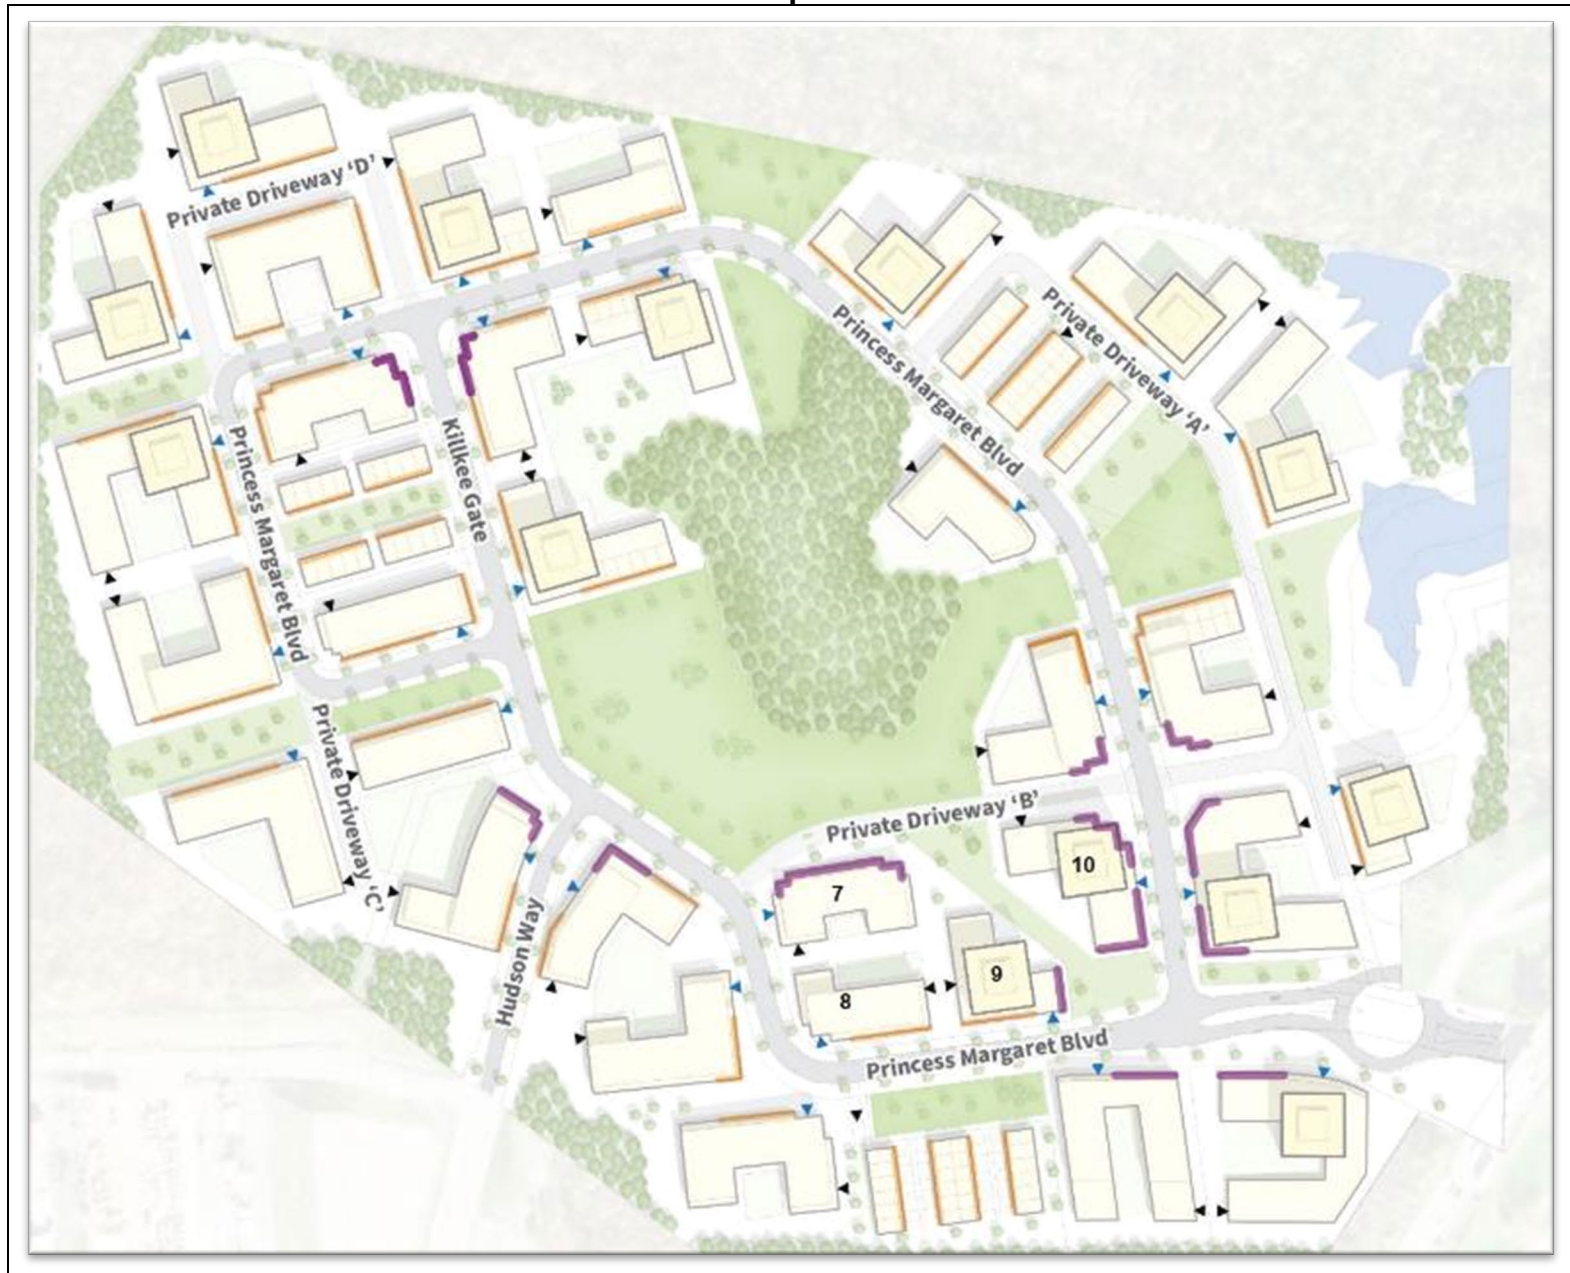 Private Driveway ‘D’
Princess Margaret Blvd
Private Driveway ‘A’
Killkee Gate
Princess Margaret Blvd
Private Driveway ‘C’
Private Driveway ‘B’
10
7
Hudson Way
9
8
Princess Margaret Blvd